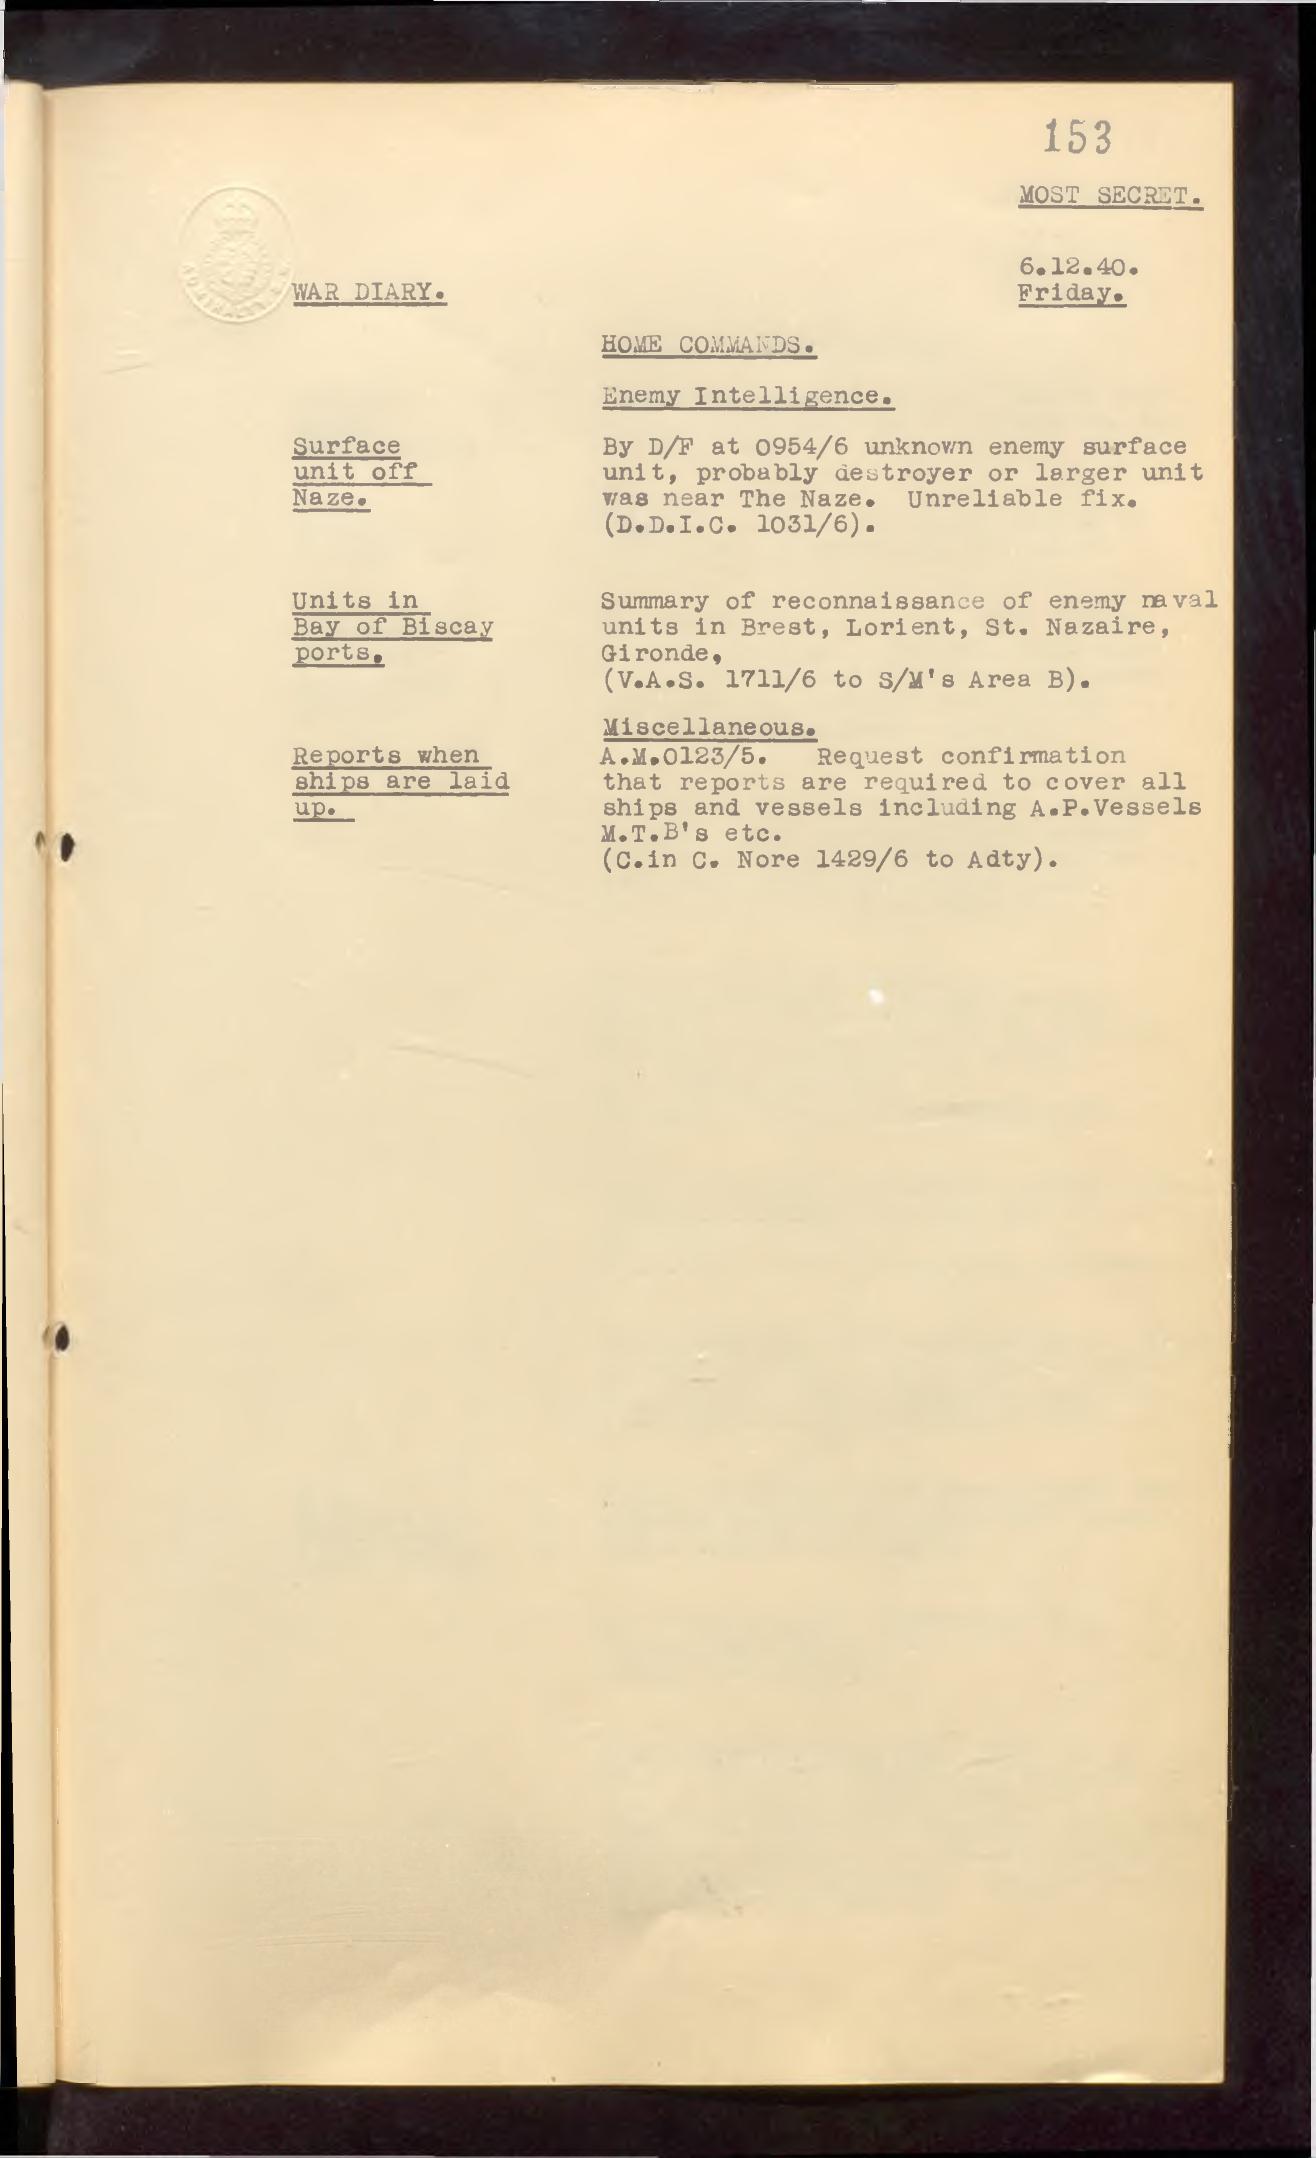 153
MOST SECRET.
6.12.40.
WAR DIARY.
Friday.
HOME COMMANDS.
Enemy Intelligence.
Surface
unit off
Naze.
By D/F at 0954/6 unknown enemy surface
unit, probably destroyer or larger unit
was near The Naze. Unreliable fix.
(D.D.I.C. 1031/6).
Units in
Bay of Biscay
ports.
Summary of reconnaissance of enemy naval
units in Brest, Lorient, St. Nazaire,
Gironde,
(V.A.S. 1711/6 to S/M's Area B).
Miscellaneous.
Reports when
ships are laid
up.
A.M.0123/5. Request confirmation
that reports are required to cover all
ships and vessels including A.P.Vessels
M.T.B's etc.
(C.in C. Nore 1429/6 to Adty).